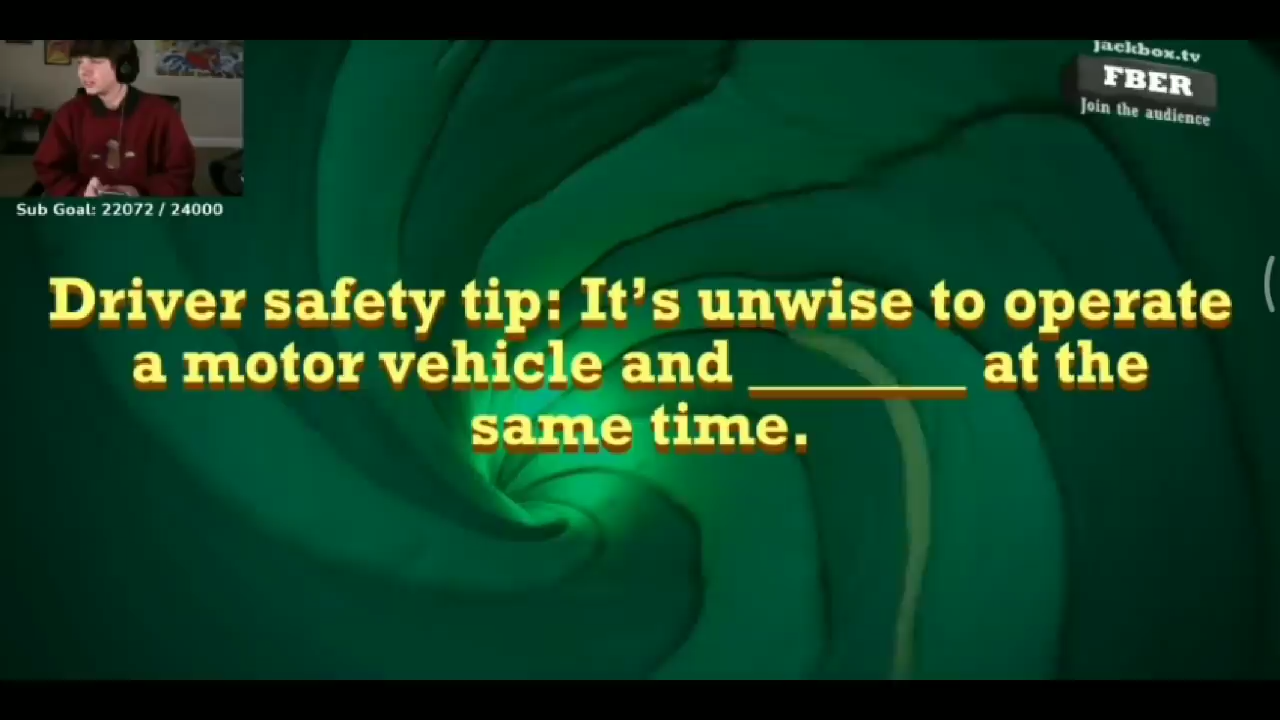 jackbox.tv
FBER
Join the audience
Sub Goal: 22072 / 24000
Driver safety tip: It's unwise to operate
a motor vehicle and ________ at the
same time.